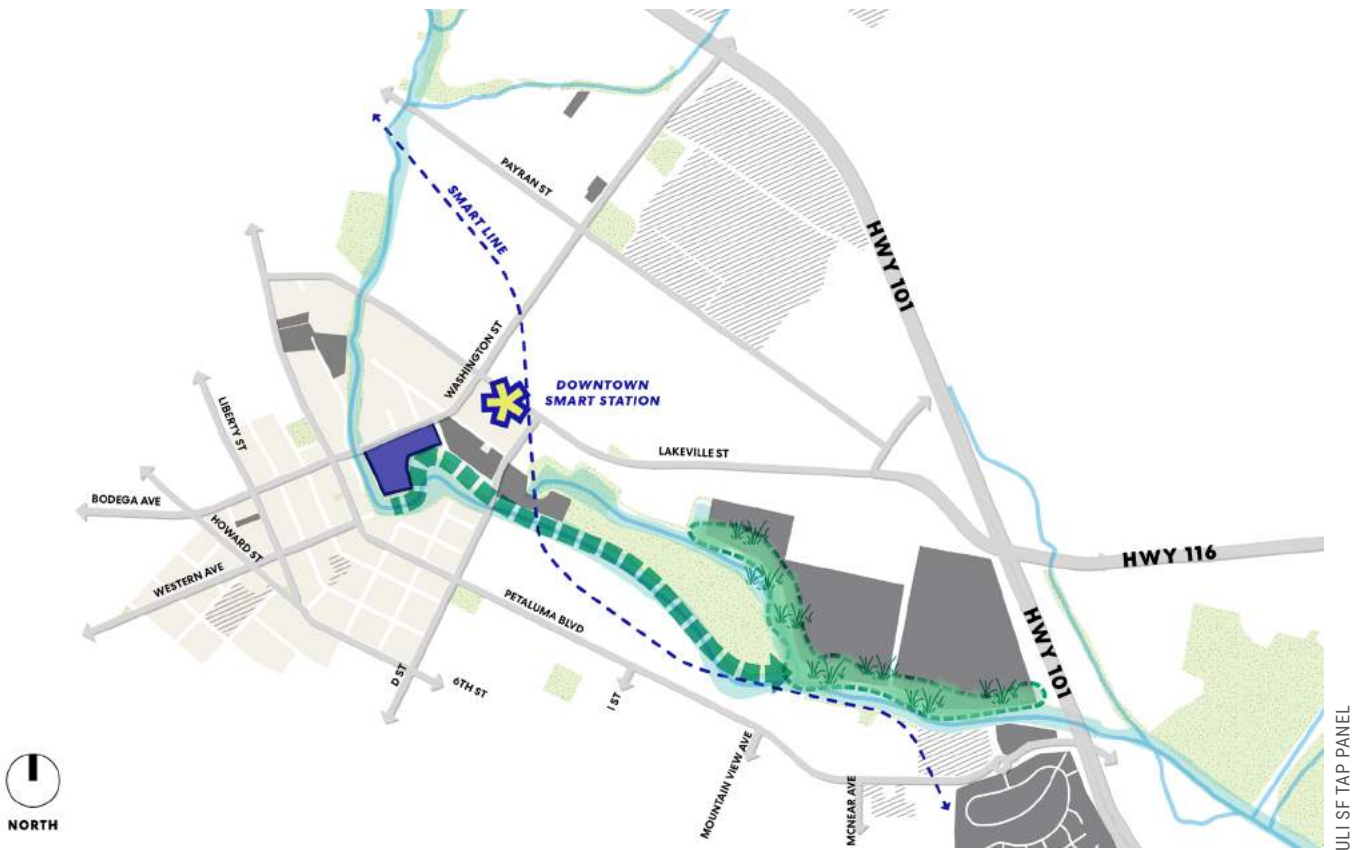 PAYRAN ST
SMART LINE
HWY 101
WASHINGTON ST
DOWNTOWN
SMART STATION
LIBERTY ST
LAKEVILLE ST
BODEGA AVE
HOWARD ST
HWY 116
WESTERN AVE
PETALUMA BLVD
HWY 101
D ST
6TH ST
I ST
MOUNTAIN VIEW AVE
MCNEAR AVE
NORTH
ULI SF TAP PANEL